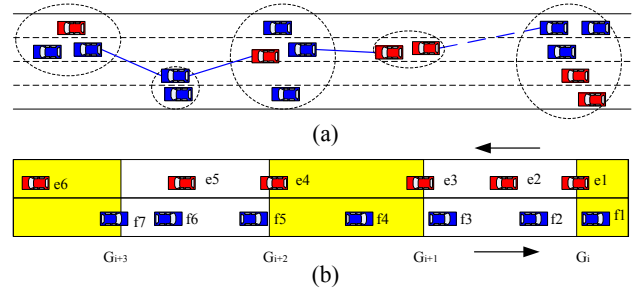 (a)
e6 e5 e4 e3 e2 e1
f7 f6 f5 f4 f3 f2 f1
Gi+3 Gi+2 Gi+1 Gi
(b)